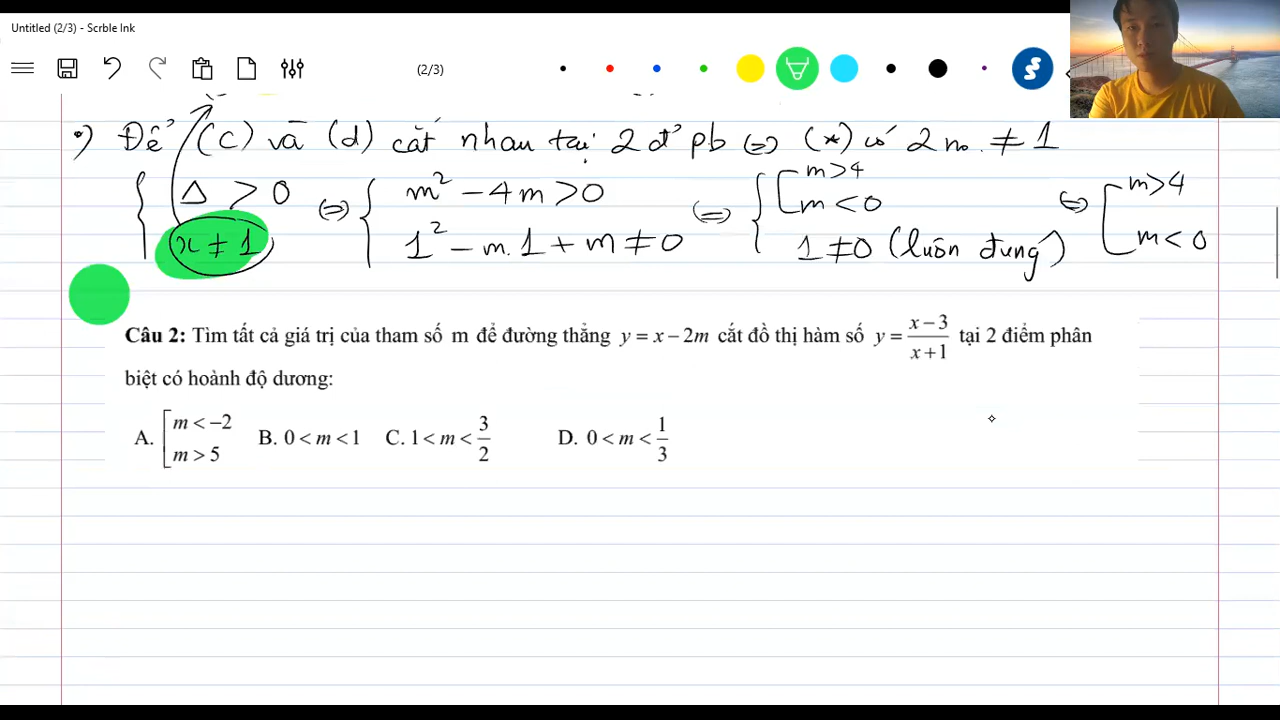 Untitled (2/3) - Scrble Ink
(2/3)
•) Để (C) và (d) cắt nhau tại 2 đ' pb ⇔ (*) có 2 no ≠ 1
{ Δ > 0 ⇔ { m² - 4m > 0 ⇔ { [ m > 4 ⇔ [ m > 4
m < 0 m < 0
x ≠ 1 1² - m.1 + m ≠ 0 1 ≠ 0 (luôn đúng)
Câu 2: Tìm tất cả giá trị của tham số m để đường thẳng y = x − 2m cắt đồ thị hàm số y = (x−3)/(x+1) tại 2 điểm phân
biệt có hoành độ dương:
A. [ m < −2 B. 0 < m < 1 C. 1 < m < 3/2 D. 0 < m < 1/3
m > 5